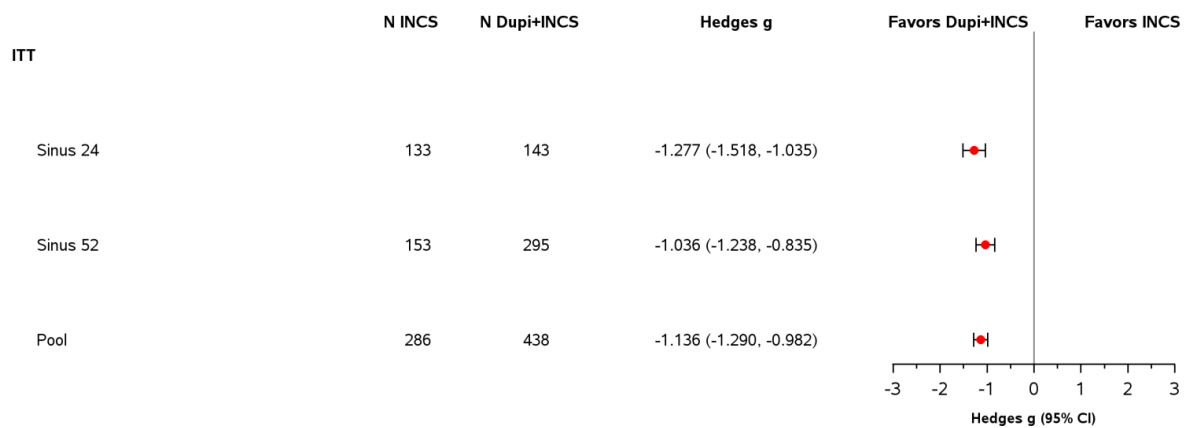 N INCS N Dupi+INCS Hedges g Favors Dupi+INCS Favors INCS
ITT
Sinus 24 133 143 -1.277 (-1.518, -1.035)
Sinus 52 153 295 -1.036 (-1.238, -0.835)
Pool 286 438 -1.136 (-1.290, -0.982)
-3 -2 -1 0 1 2 3
Hedges g (95% CI)